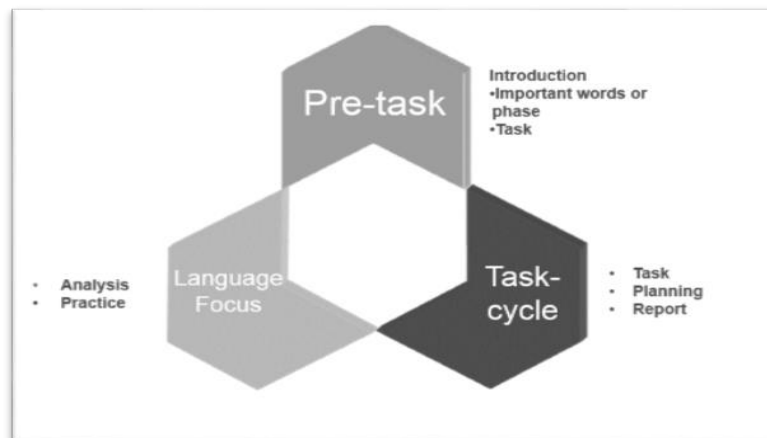 Pre-task
Introduction
•Important words or
phase
•Task
Language
Focus
• Analysis
• Practice
Task-
cycle
• Task
• Planning
• Report